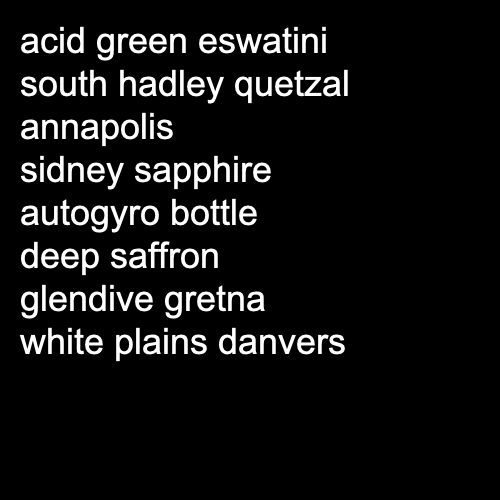 acid green eswatini
south hadley quetzal
annapolis
sidney sapphire
autogyro bottle
deep saffron
glendive gretna
white plains danvers